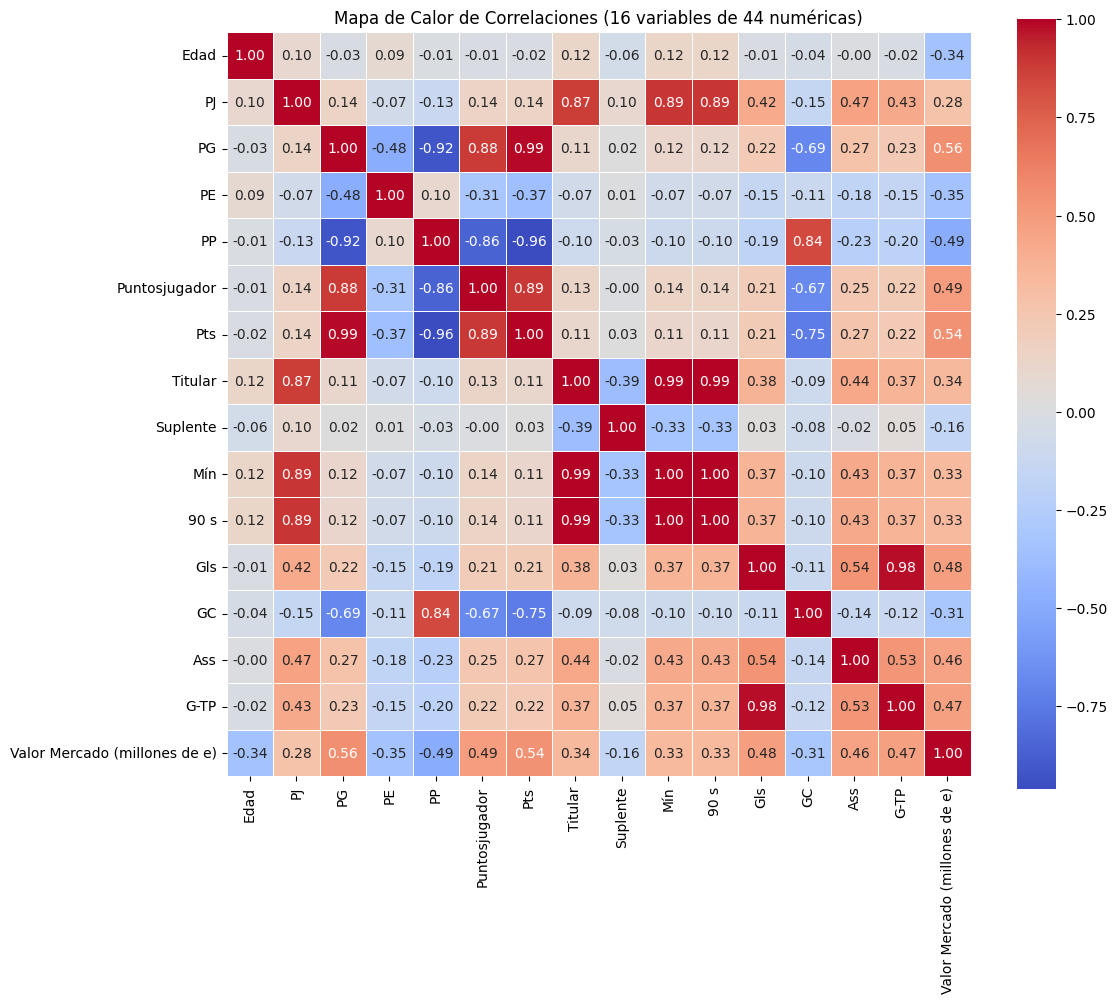 Mapa de Calor de Correlaciones (16 variables de 44 numéricas)
Edad 1.00 0.10 -0.03 0.09 -0.01 -0.01 -0.02 0.12 -0.06 0.12 0.12 -0.01 -0.04 -0.00 -0.02 -0.34
PJ 0.10 1.00 0.14 -0.07 -0.13 0.14 0.14 0.87 0.10 0.89 0.89 0.42 -0.15 0.47 0.43 0.28
PG -0.03 0.14 1.00 -0.48 -0.92 0.88 0.99 0.11 0.02 0.12 0.12 0.22 -0.69 0.27 0.23 0.56
PE 0.09 -0.07 -0.48 1.00 0.10 -0.31 -0.37 -0.07 0.01 -0.07 -0.07 -0.15 -0.11 -0.18 -0.15 -0.35
PP -0.01 -0.13 -0.92 0.10 1.00 -0.86 -0.96 -0.10 -0.03 -0.10 -0.10 -0.19 0.84 -0.23 -0.20 -0.49
Puntosjugador -0.01 0.14 0.88 -0.31 -0.86 1.00 0.89 0.13 -0.00 0.14 0.14 0.21 -0.67 0.25 0.22 0.49
Pts -0.02 0.14 0.99 -0.37 -0.96 0.89 1.00 0.11 0.03 0.11 0.11 0.21 -0.75 0.27 0.22 0.54
Titular 0.12 0.87 0.11 -0.07 -0.10 0.13 0.11 1.00 -0.39 0.99 0.99 0.38 -0.09 0.44 0.37 0.34
Suplente -0.06 0.10 0.02 0.01 -0.03 -0.00 0.03 -0.39 1.00 -0.33 -0.33 0.03 -0.08 -0.02 0.05 -0.16
Mín 0.12 0.89 0.12 -0.07 -0.10 0.14 0.11 0.99 -0.33 1.00 1.00 0.37 -0.10 0.43 0.37 0.33
90 s 0.12 0.89 0.12 -0.07 -0.10 0.14 0.11 0.99 -0.33 1.00 1.00 0.37 -0.10 0.43 0.37 0.33
Gls -0.01 0.42 0.22 -0.15 -0.19 0.21 0.21 0.38 0.03 0.37 0.37 1.00 -0.11 0.54 0.98 0.48
GC -0.04 -0.15 -0.69 -0.11 0.84 -0.67 -0.75 -0.09 -0.08 -0.10 -0.10 -0.11 1.00 -0.14 -0.12 -0.31
Ass -0.00 0.47 0.27 -0.18 -0.23 0.25 0.27 0.44 -0.02 0.43 0.43 0.54 -0.14 1.00 0.53 0.46
G-TP -0.02 0.43 0.23 -0.15 -0.20 0.22 0.22 0.37 0.05 0.37 0.37 0.98 -0.12 0.53 1.00 0.47
Valor Mercado (millones de e) -0.34 0.28 0.56 -0.35 -0.49 0.49 0.54 0.34 -0.16 0.33 0.33 0.48 -0.31 0.46 0.47 1.00
Edad
PJ
PG
PE
PP
Puntosjugador
Pts
Titular
Suplente
Mín
90 s
Gls
GC
Ass
G-TP
Valor Mercado (millones de e)
1.00
0.75
0.50
0.25
0.00
−0.25
−0.50
−0.75